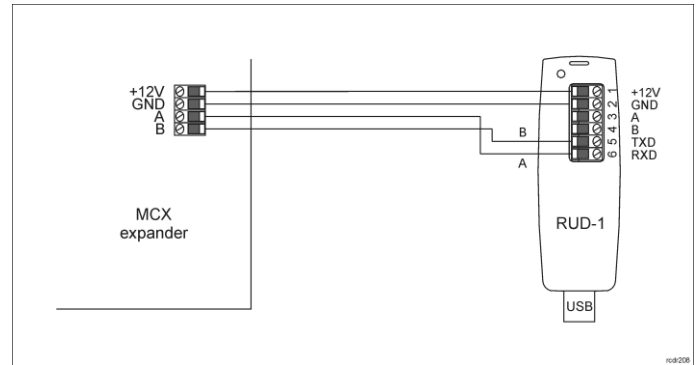 +12V
GND
A
B
MCX
expander
B
A
1
2
3
4
5
6
+12V
GND
A
B
TXD
RXD
RUD-1
USB
rcdr208